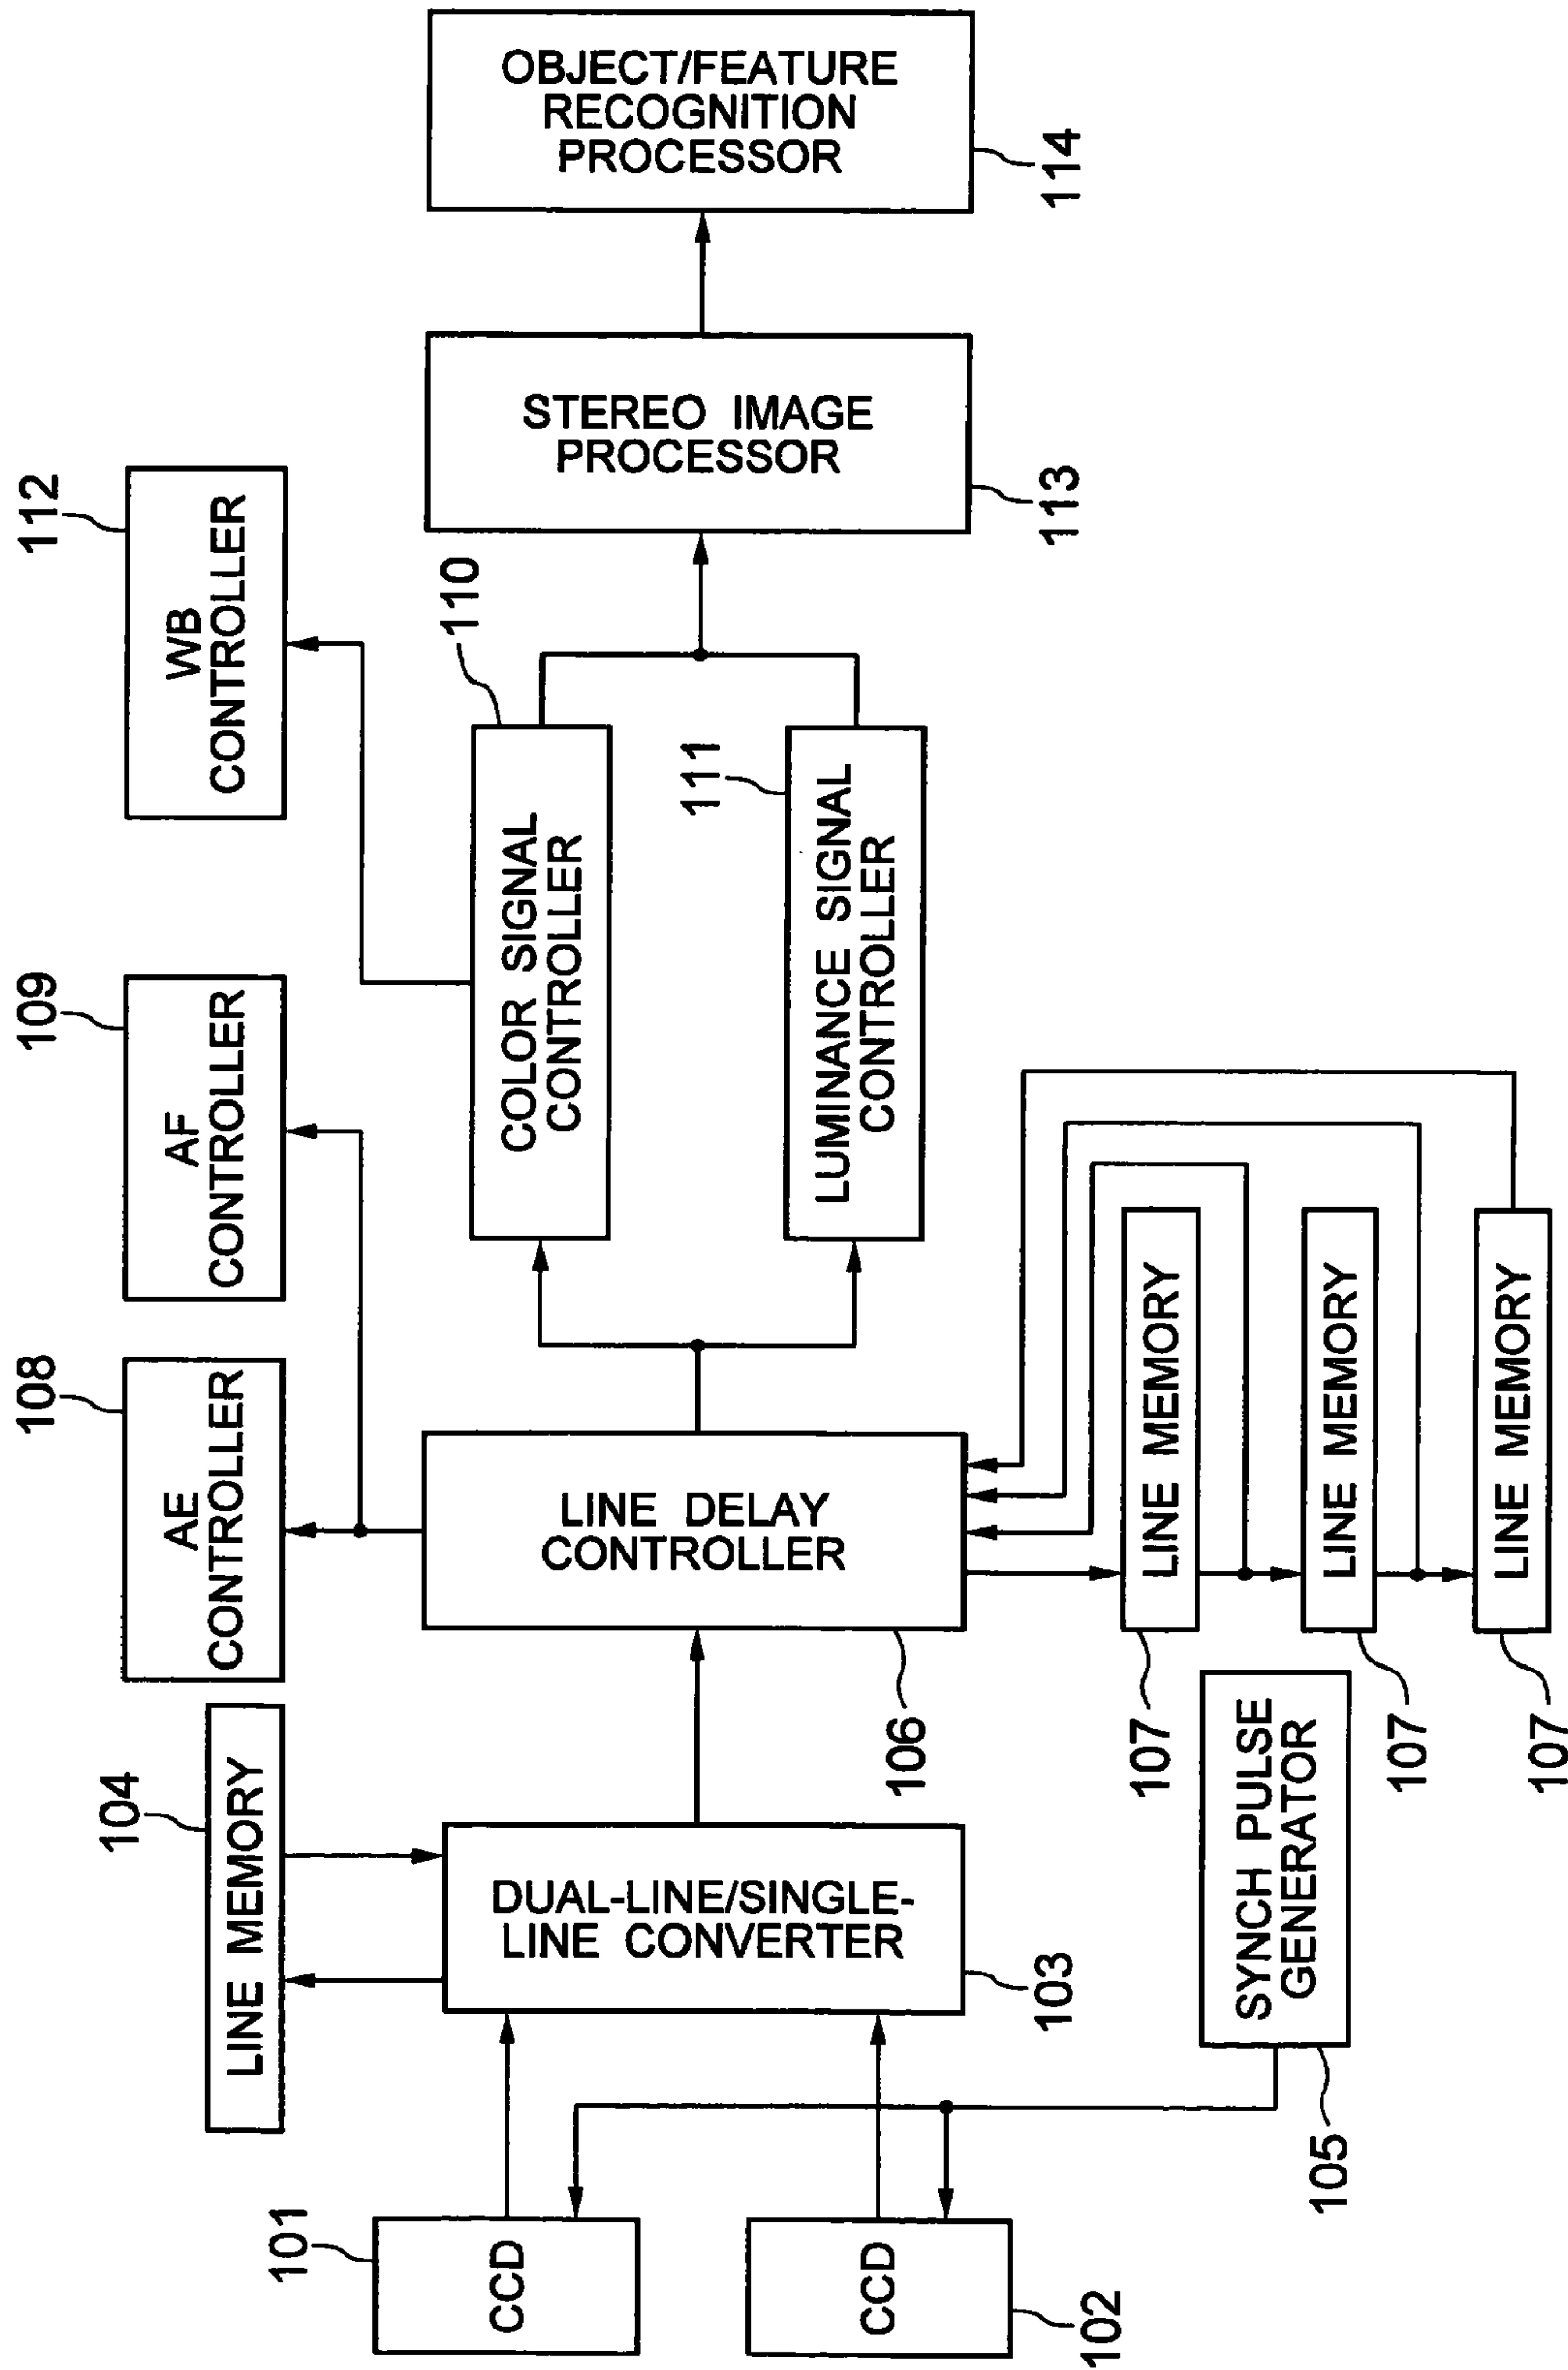 101
CCD
CCD
102
104
LINE MEMORY
DUAL-LINE/SINGLE-
LINE CONVERTER
103
SYNCH PULSE
GENERATOR
105
108
AE
CONTROLLER
LINE DELAY
CONTROLLER
106
LINE MEMORY
107
LINE MEMORY
107
LINE MEMORY
107
109
AF
CONTROLLER
COLOR SIGNAL
CONTROLLER
110
111
LUMINANCE SIGNAL
CONTROLLER
112
WB
CONTROLLER
STEREO IMAGE
PROCESSOR
113
OBJECT/FEATURE
RECOGNITION
PROCESSOR
114